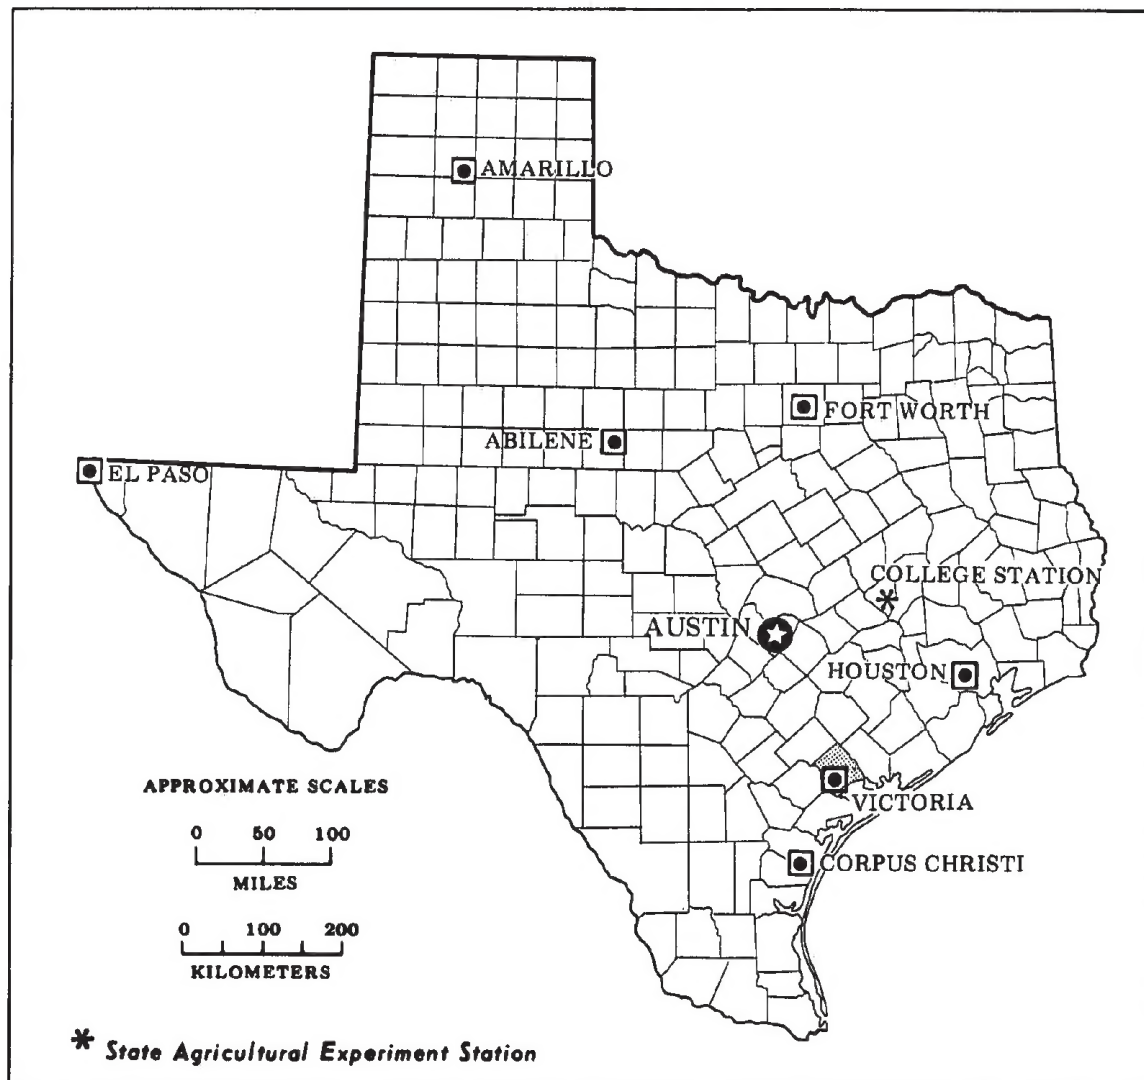 AMARILLO
FORT WORTH
ABILENE
EL PASO
COLLEGE STATION
AUSTIN
HOUSTON
APPROXIMATE SCALES
VICTORIA
0 50 100
MILES
CORPUS CHRISTI
0 100 200
KILOMETERS
* State Agricultural Experiment Station